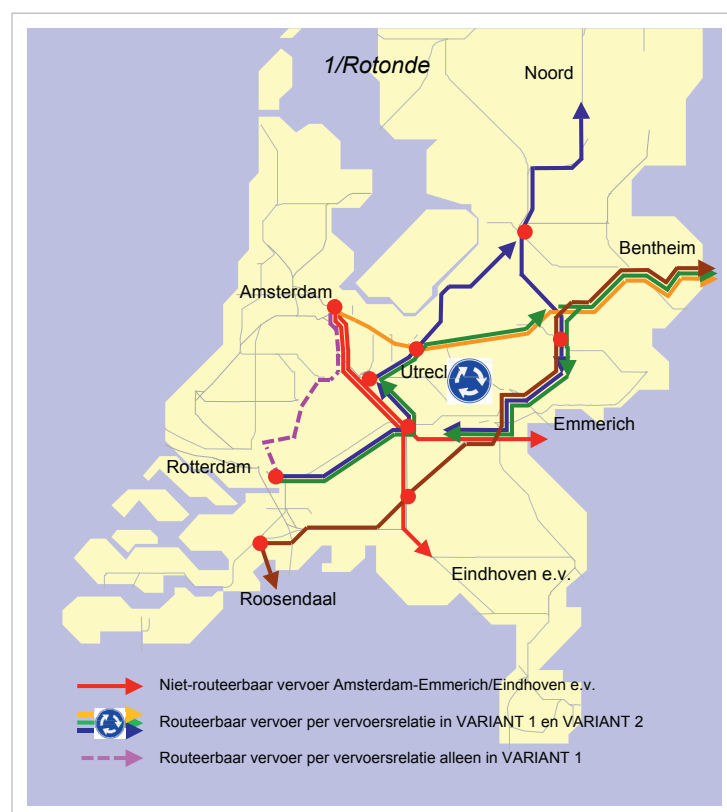 1/Rotonde
Noord
Bentheim
Amsterdam
Utrecl
Emmerich
Rotterdam
Eindhoven e.v.
Roosendaal
Niet-routeerbaar vervoer Amsterdam-Emmerich/Eindhoven e.v.
Routeerbaar vervoer per vervoersrelatie in VARIANT 1 en VARIANT 2
Routeerbaar vervoer per vervoersrelatie alleen in VARIANT 1